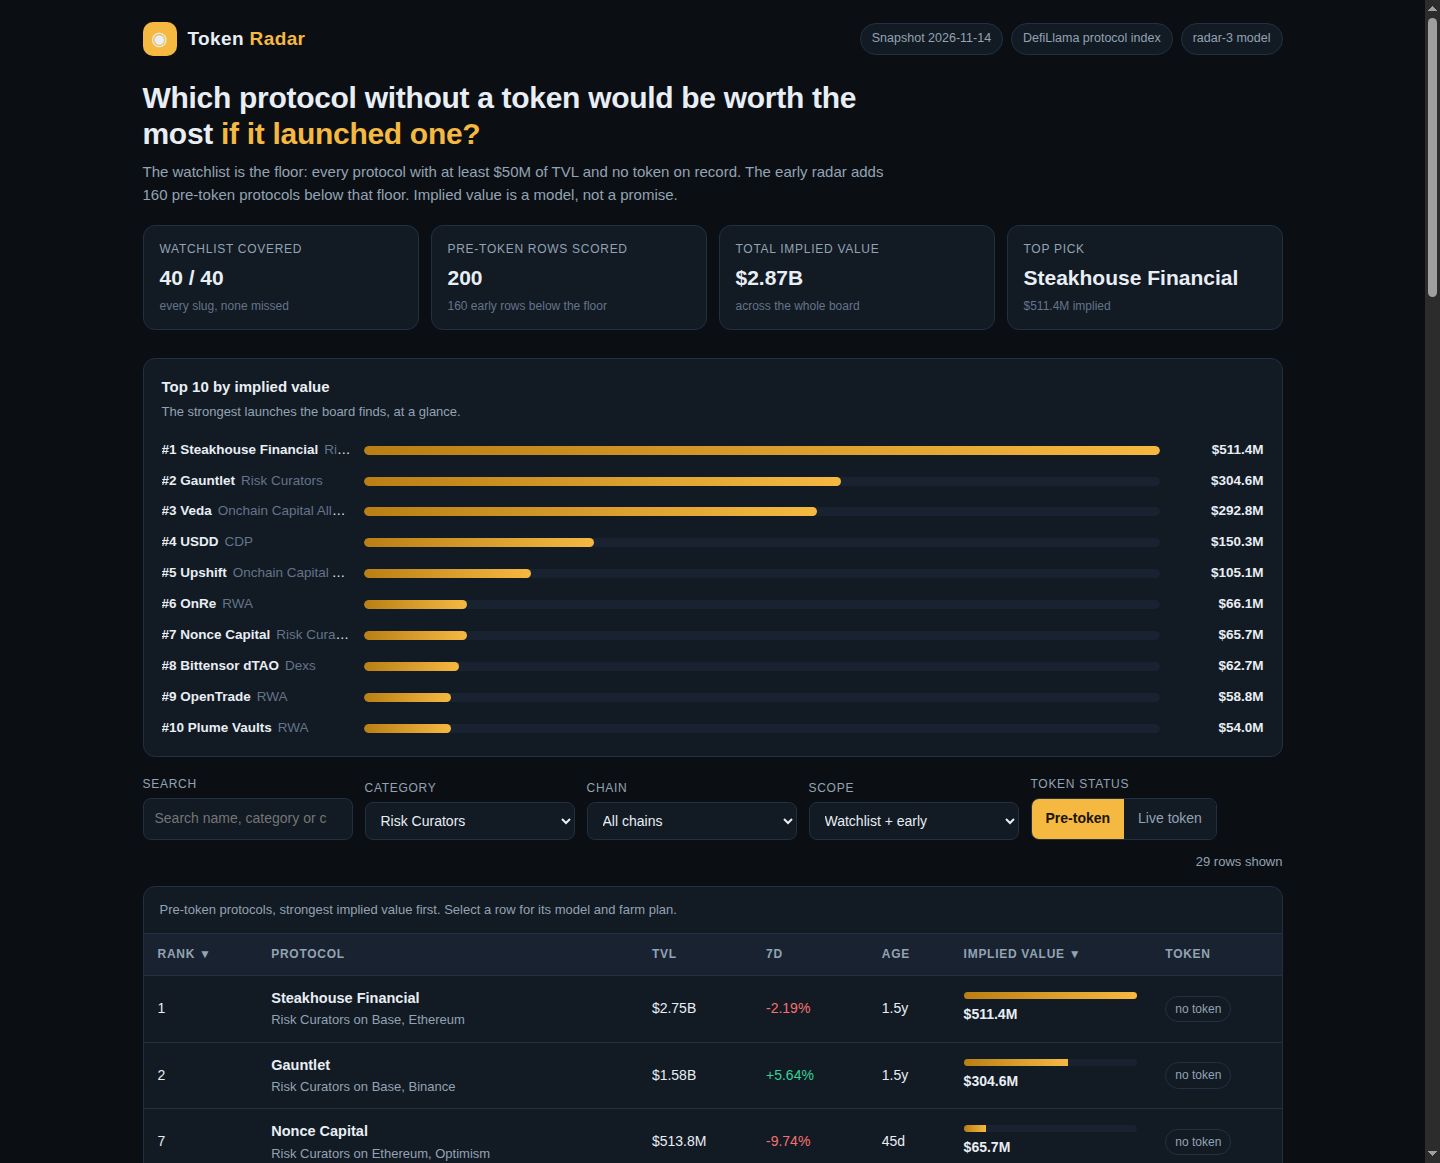 Token Radar
Snapshot 2026-11-14
DefiLlama protocol index
radar-3 model
Which protocol without a token would be worth the
most if it launched one?
The watchlist is the floor: every protocol with at least $50M of TVL and no token on record. The early radar adds
160 pre-token protocols below that floor. Implied value is a model, not a promise.
WATCHLIST COVERED
40 / 40
every slug, none missed
PRE-TOKEN ROWS SCORED
200
160 early rows below the floor
TOTAL IMPLIED VALUE
$2.87B
across the whole board
TOP PICK
Steakhouse Financial
$511.4M implied
Top 10 by implied value
The strongest launches the board finds, at a glance.
#1 Steakhouse Financial Ri… $511.4M
#2 Gauntlet Risk Curators $304.6M
#3 Veda Onchain Capital All… $292.8M
#4 USDD CDP $150.3M
#5 Upshift Onchain Capital … $105.1M
#6 OnRe RWA $66.1M
#7 Nonce Capital Risk Cura… $65.7M
#8 Bittensor dTAO Dexs $62.7M
#9 OpenTrade RWA $58.8M
#10 Plume Vaults RWA $54.0M
SEARCH
Search name, category or c
CATEGORY
Risk Curators
CHAIN
All chains
SCOPE
Watchlist + early
TOKEN STATUS
Pre-token Live token
29 rows shown
Pre-token protocols, strongest implied value first. Select a row for its model and farm plan.
RANK ▼ PROTOCOL TVL 7D AGE IMPLIED VALUE ▼ TOKEN
1 Steakhouse Financial $2.75B -2.19% 1.5y $511.4M no token
Risk Curators on Base, Ethereum
2 Gauntlet $1.58B +5.64% 1.5y $304.6M no token
Risk Curators on Base, Binance
7 Nonce Capital $513.8M -9.74% 45d $65.7M no token
Risk Curators on Ethereum, Optimism